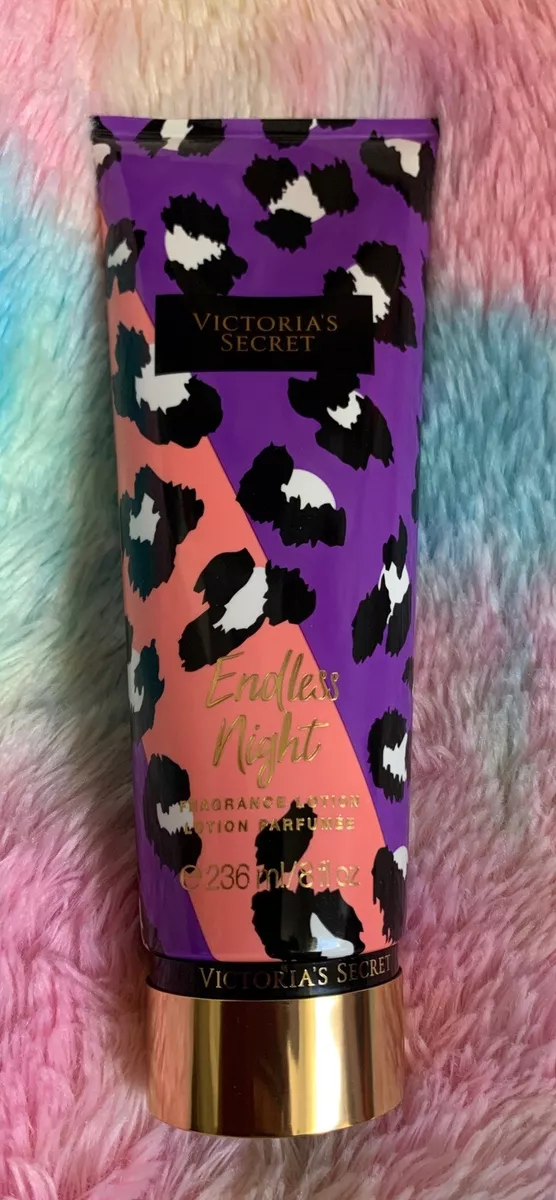 VICTORIA'S
SECRET
Endless
Night
FRAGRANCE LOTION
LOTION PARFUMÉE
℮ 236 ml/8 fl oz
VICTORIA'S SECRET